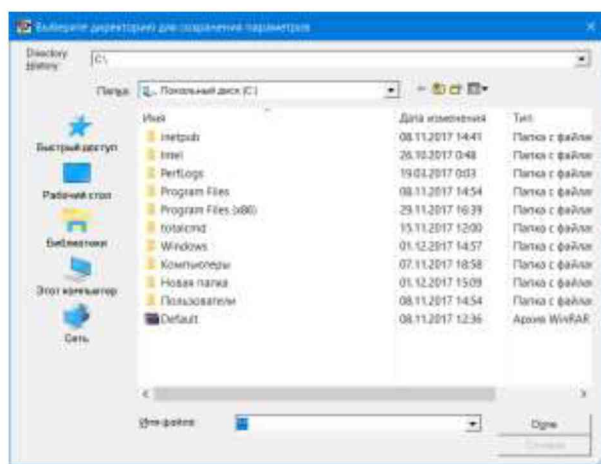 Выберите директорию для сохранения параметров
Directory History: C:\
Папка: Локальный диск (C:)
Имя Дата изменения Тип
inetpub 08.11.2017 14:41 Папка с файлам
Intel 26.10.2017 0:48 Папка с файлам
PerfLogs 19.03.2017 0:03 Папка с файлам
Program Files 08.11.2017 14:54 Папка с файлам
Program Files (x86) 29.11.2017 16:39 Папка с файлам
totalcmd 15.11.2017 12:00 Папка с файлам
Windows 01.12.2017 14:57 Папка с файлам
Компьютеры 07.11.2017 18:58 Папка с файлам
Новая папка 01.12.2017 15:09 Папка с файлам
Пользователи 08.11.2017 14:54 Папка с файлам
Default 08.11.2017 12:36 Архив WinRAR
Быстрый доступ
Рабочий стол
Библиотеки
Этот компьютер
Сеть
Имя файла:
Done